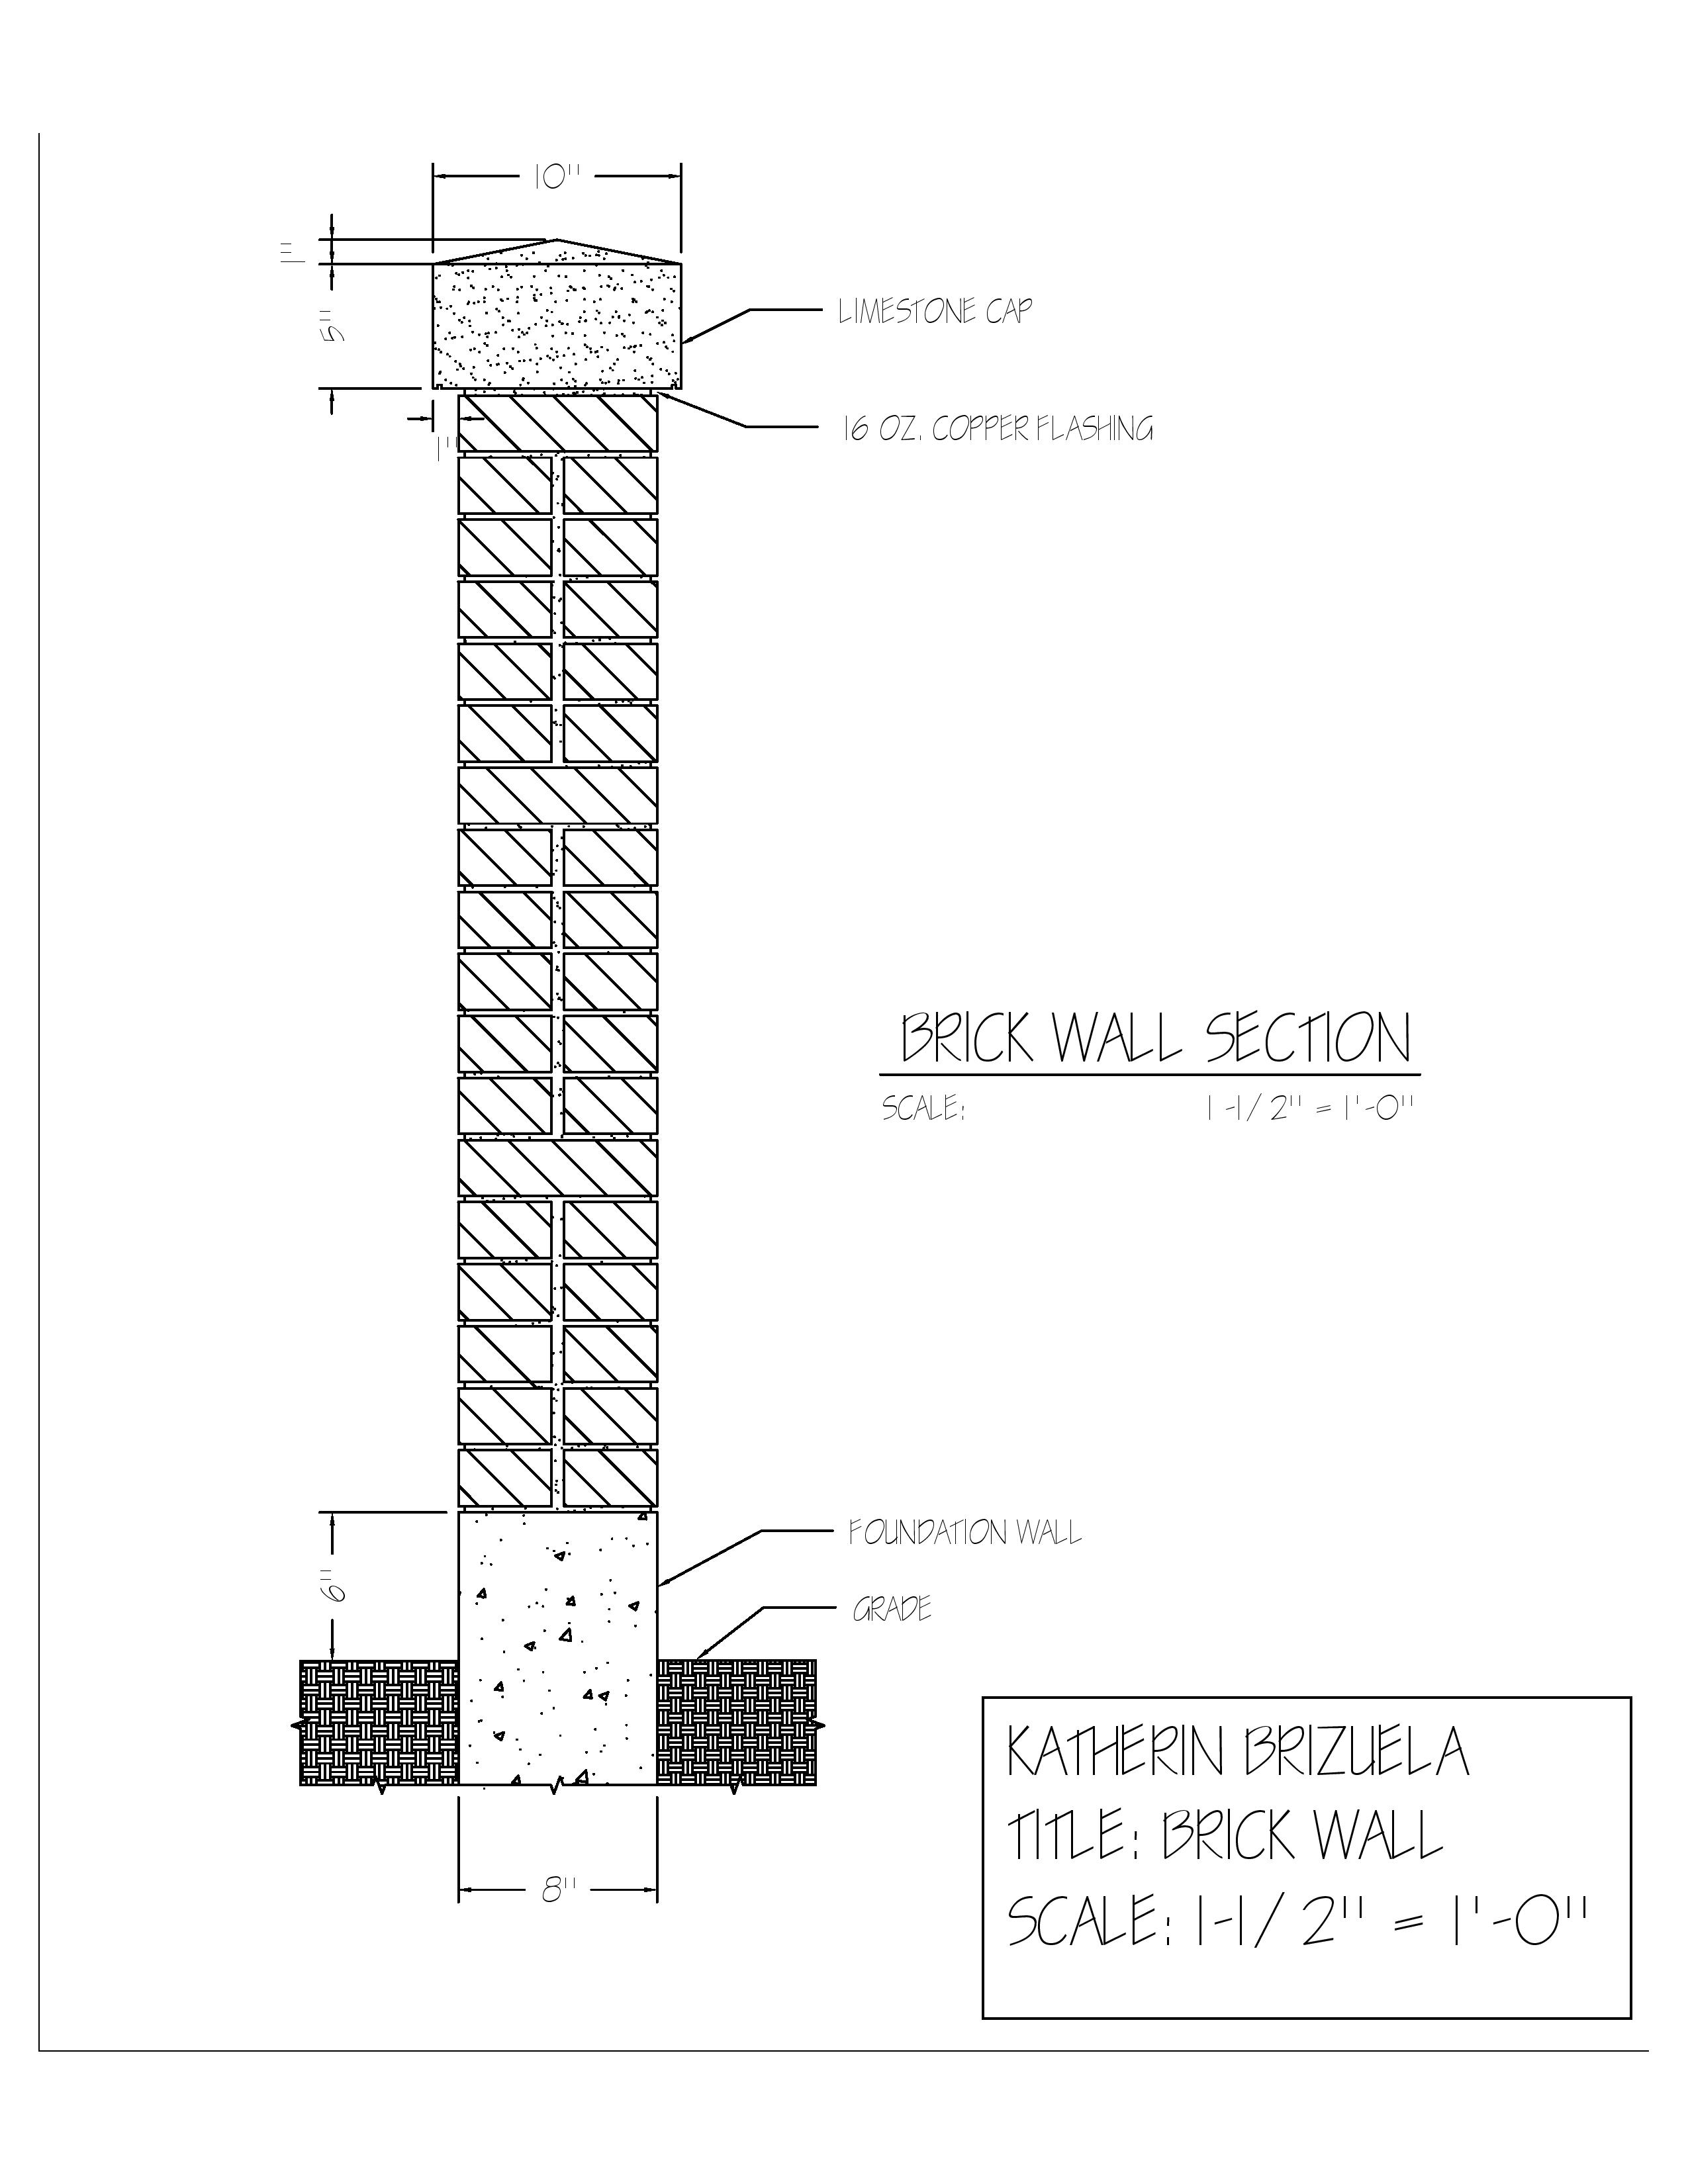 10"
1"
5"
LIMESTONE CAP
16 OZ. COPPER FLASHING
1"
BRICK WALL SECTION
SCALE: 1 -1/ 2" = 1'-0"
FOUNDATION WALL
6"
GRADE
8"
KATHERIN BRIZUELA
TITLE: BRICK WALL
SCALE: 1-1/ 2" = 1'-0"